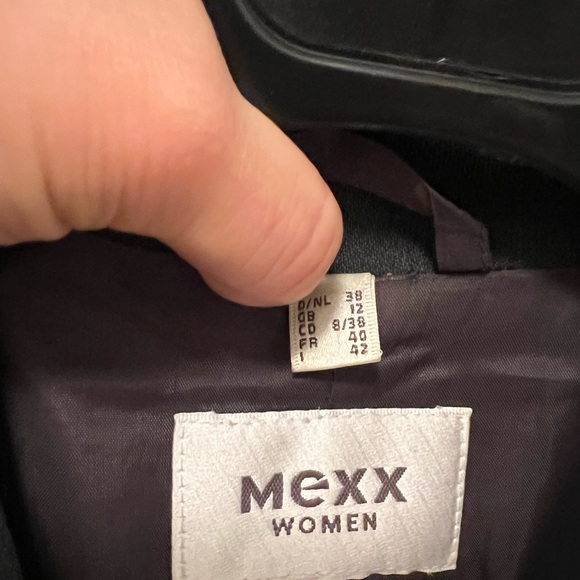 D/NL 38
GB 12
CD 8/38
FR 40
I 42
MEXX
WOMEN